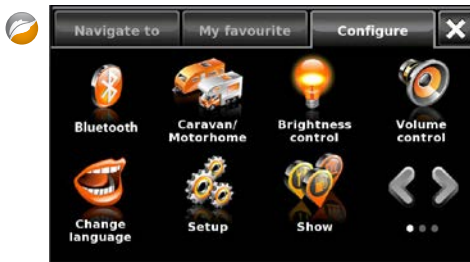 Navigate to
My favourite
Configure
Bluetooth
Caravan/
Motorhome
Brightness
control
Volume
control
Change
language
Setup
Show